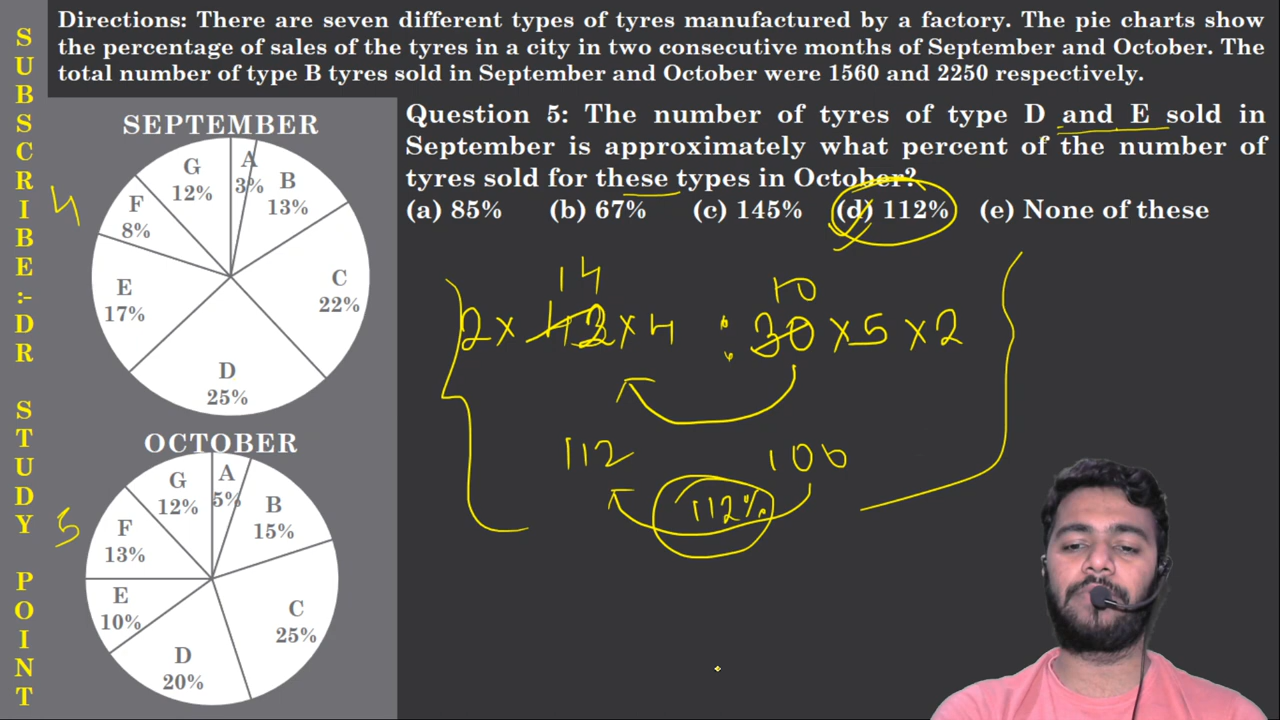 SUBSCRIBE:-DR STUDY POINT
Directions: There are seven different types of tyres manufactured by a factory. The pie charts show
the percentage of sales of the tyres in a city in two consecutive months of September and October. The
total number of type B tyres sold in September and October were 1560 and 2250 respectively.
SEPTEMBER
A
3%
B
13%
C
22%
D
25%
E
17%
F
8%
G
12%
4
OCTOBER
A
5%
B
15%
C
25%
D
20%
E
10%
F
13%
G
12%
5
Question 5: The number of tyres of type D and E sold in
September is approximately what percent of the number of
tyres sold for these types in October?
(a) 85% (b) 67% (c) 145% (d) 112% (e) None of these
14 10
2 × 42 × 4 : 30 × 5 × 2
112 100
112%